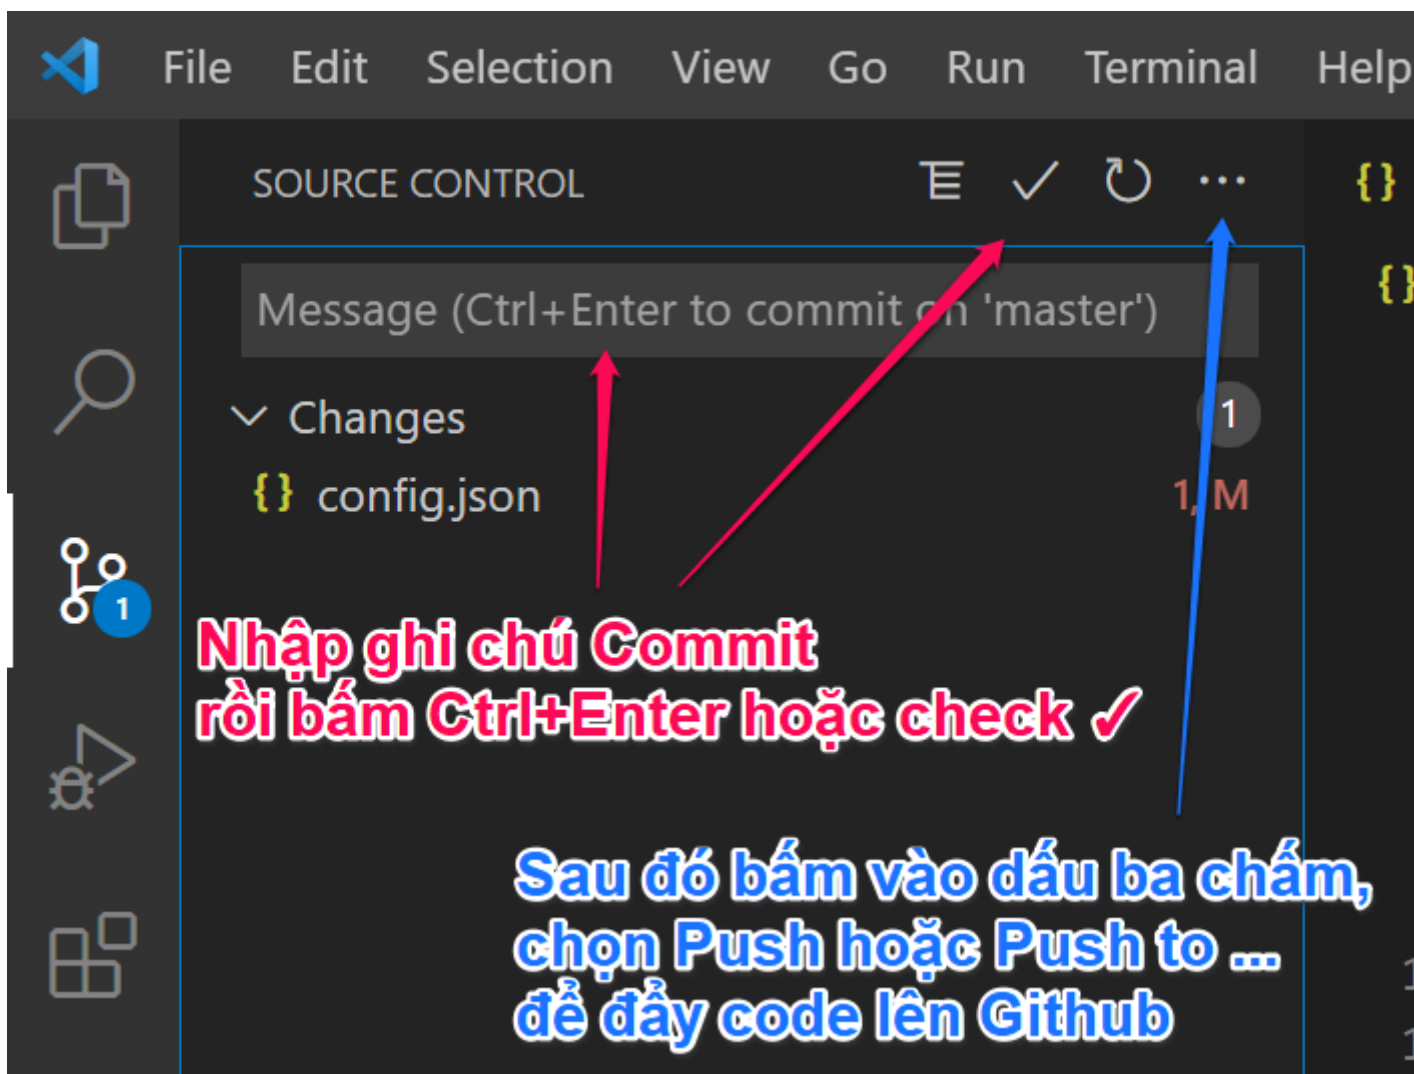 File Edit Selection View Go Run Terminal Help
SOURCE CONTROL
Message (Ctrl+Enter to commit on 'master')
Changes 1
{} config.json 1, M
1
Nhập ghi chú Commit
rồi bấm Ctrl+Enter hoặc check ✓
Sau đó bấm vào dấu ba chấm,
chọn Push hoặc Push to ...
để đẩy code lên Github